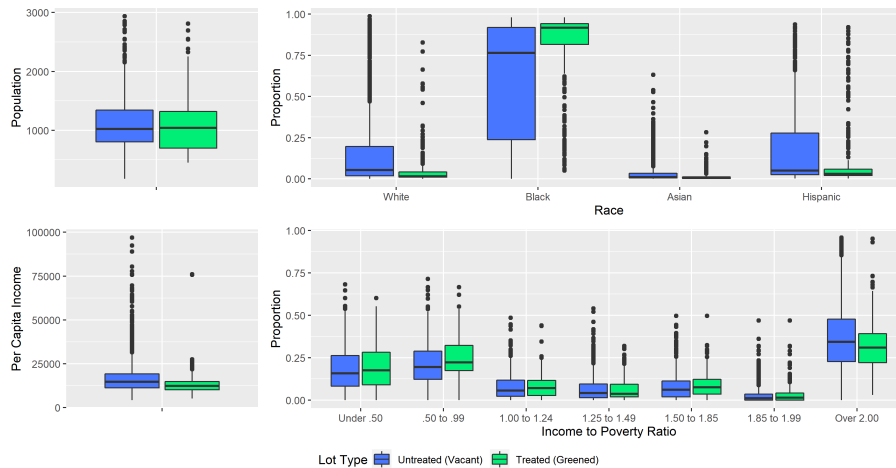 Population
3000
2000
1000
Proportion
1.00
0.75
0.50
0.25
0.00
White Black Asian Hispanic
Race
Per Capita Income
100000
75000
50000
25000
0
Proportion
1.00
0.75
0.50
0.25
0.00
Under .50 .50 to .99 1.00 to 1.24 1.25 to 1.49 1.50 to 1.85 1.85 to 1.99 Over 2.00
Income to Poverty Ratio
Lot Type Untreated (Vacant) Treated (Greened)